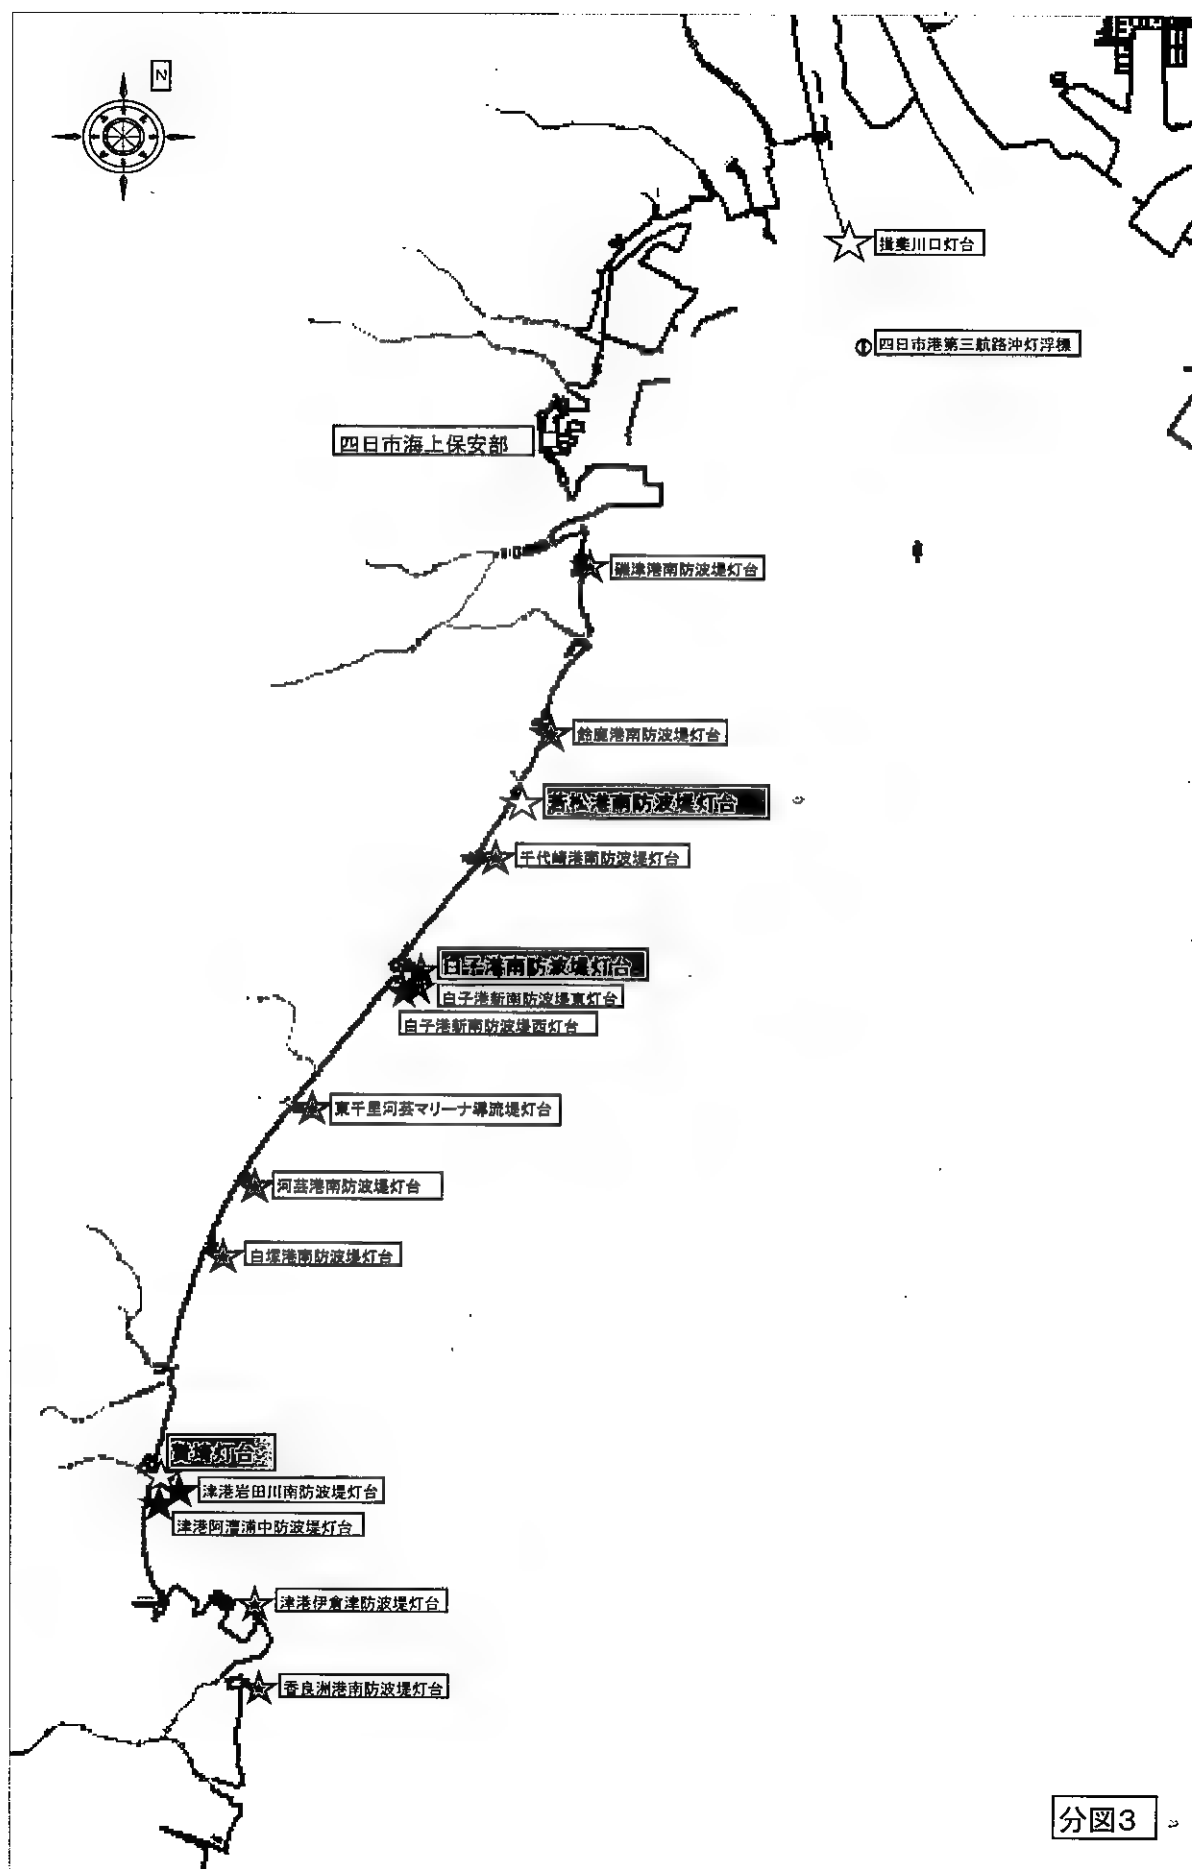 N
揖斐川口灯台
四日市港第三航路沖灯浮標
四日市海上保安部
磯津港南防波堤灯台
鈴鹿港南防波堤灯台
若松港南防波堤灯台
千代崎港南防波堤灯台
白子港南防波堤灯台
白子港新南防波堤東灯台
白子港新南防波堤西灯台
東千里河芸マリーナ導流堤灯台
河芸港南防波堤灯台
白塚港南防波堤灯台
贄崎灯台
津港岩田川南防波堤灯台
津港阿漕浦中防波堤灯台
津港伊倉津防波堤灯台
香良洲港南防波堤灯台
分図3